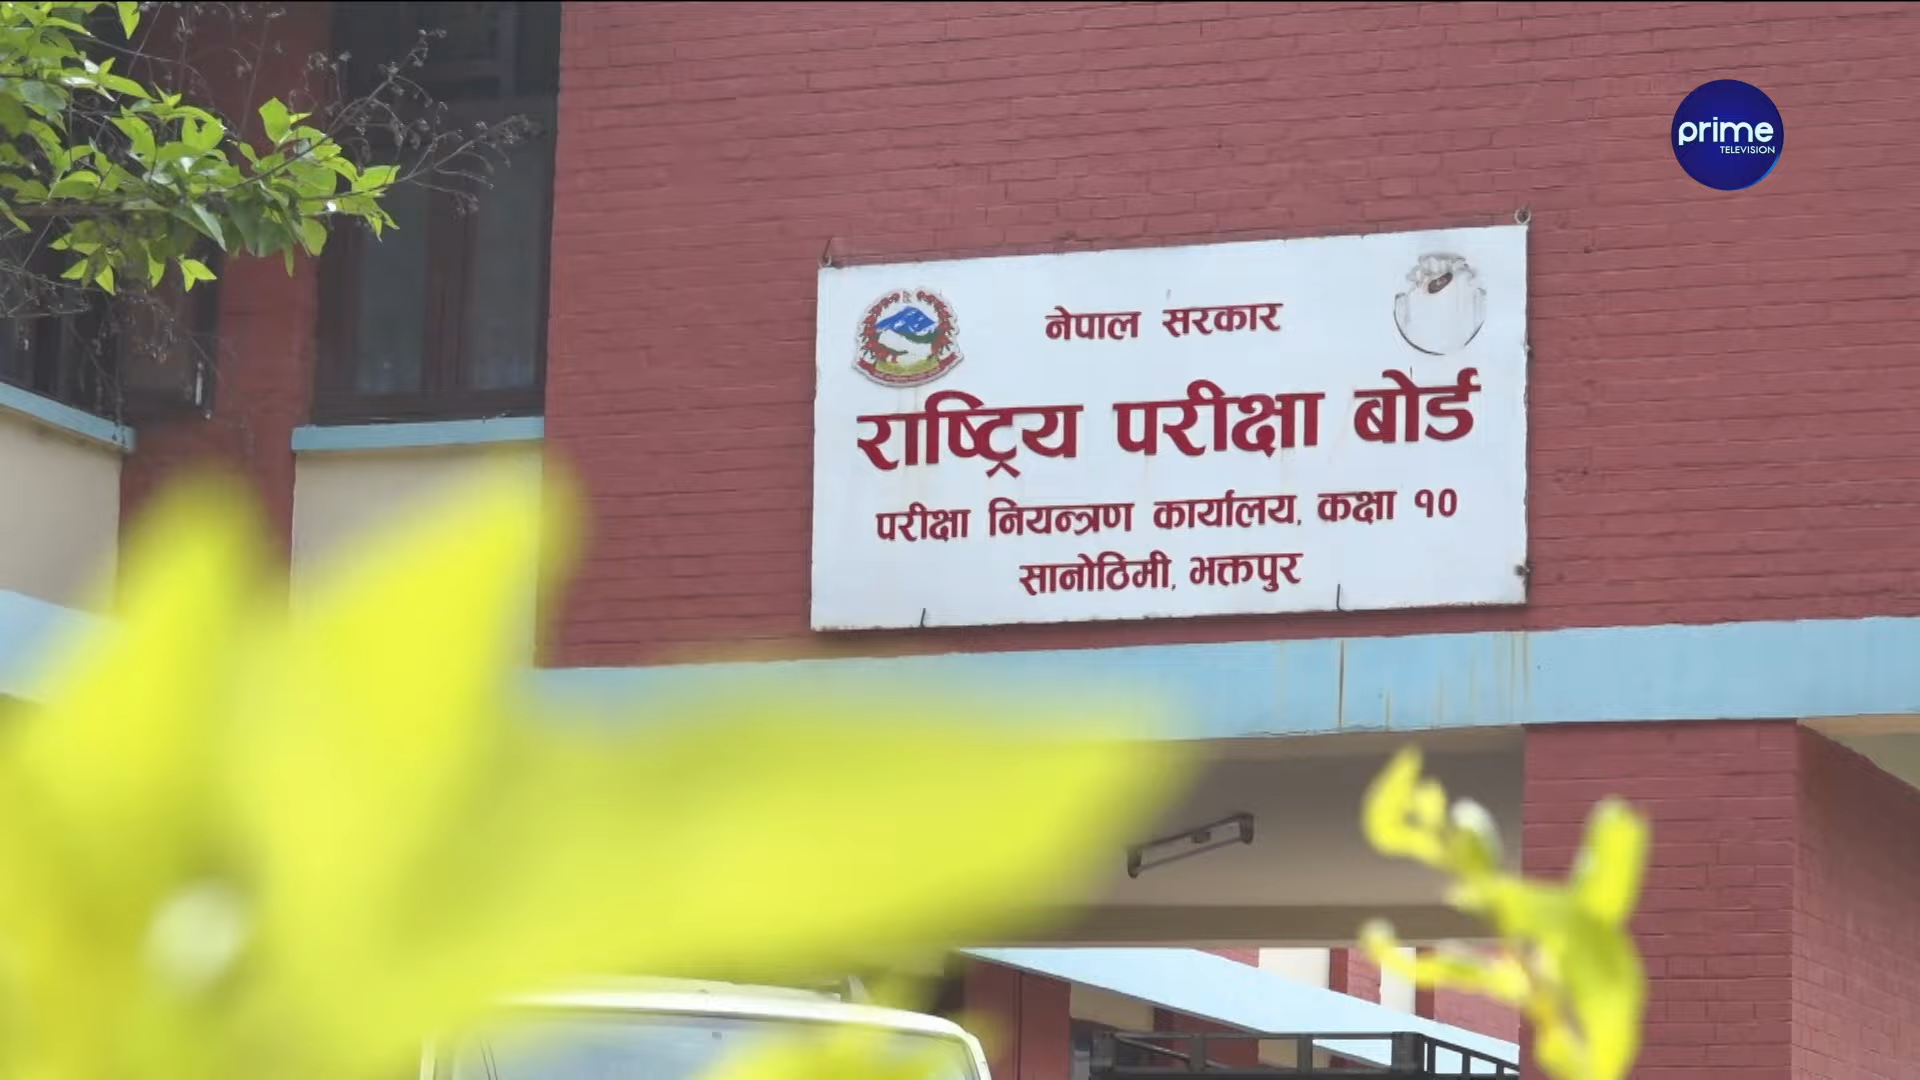 prime
TELEVISION
नेपाल सरकार
राष्ट्रिय परीक्षा बोर्ड
परीक्षा नियन्त्रण कार्यालय, कक्षा १०
सानोठिमी, भक्तपुर